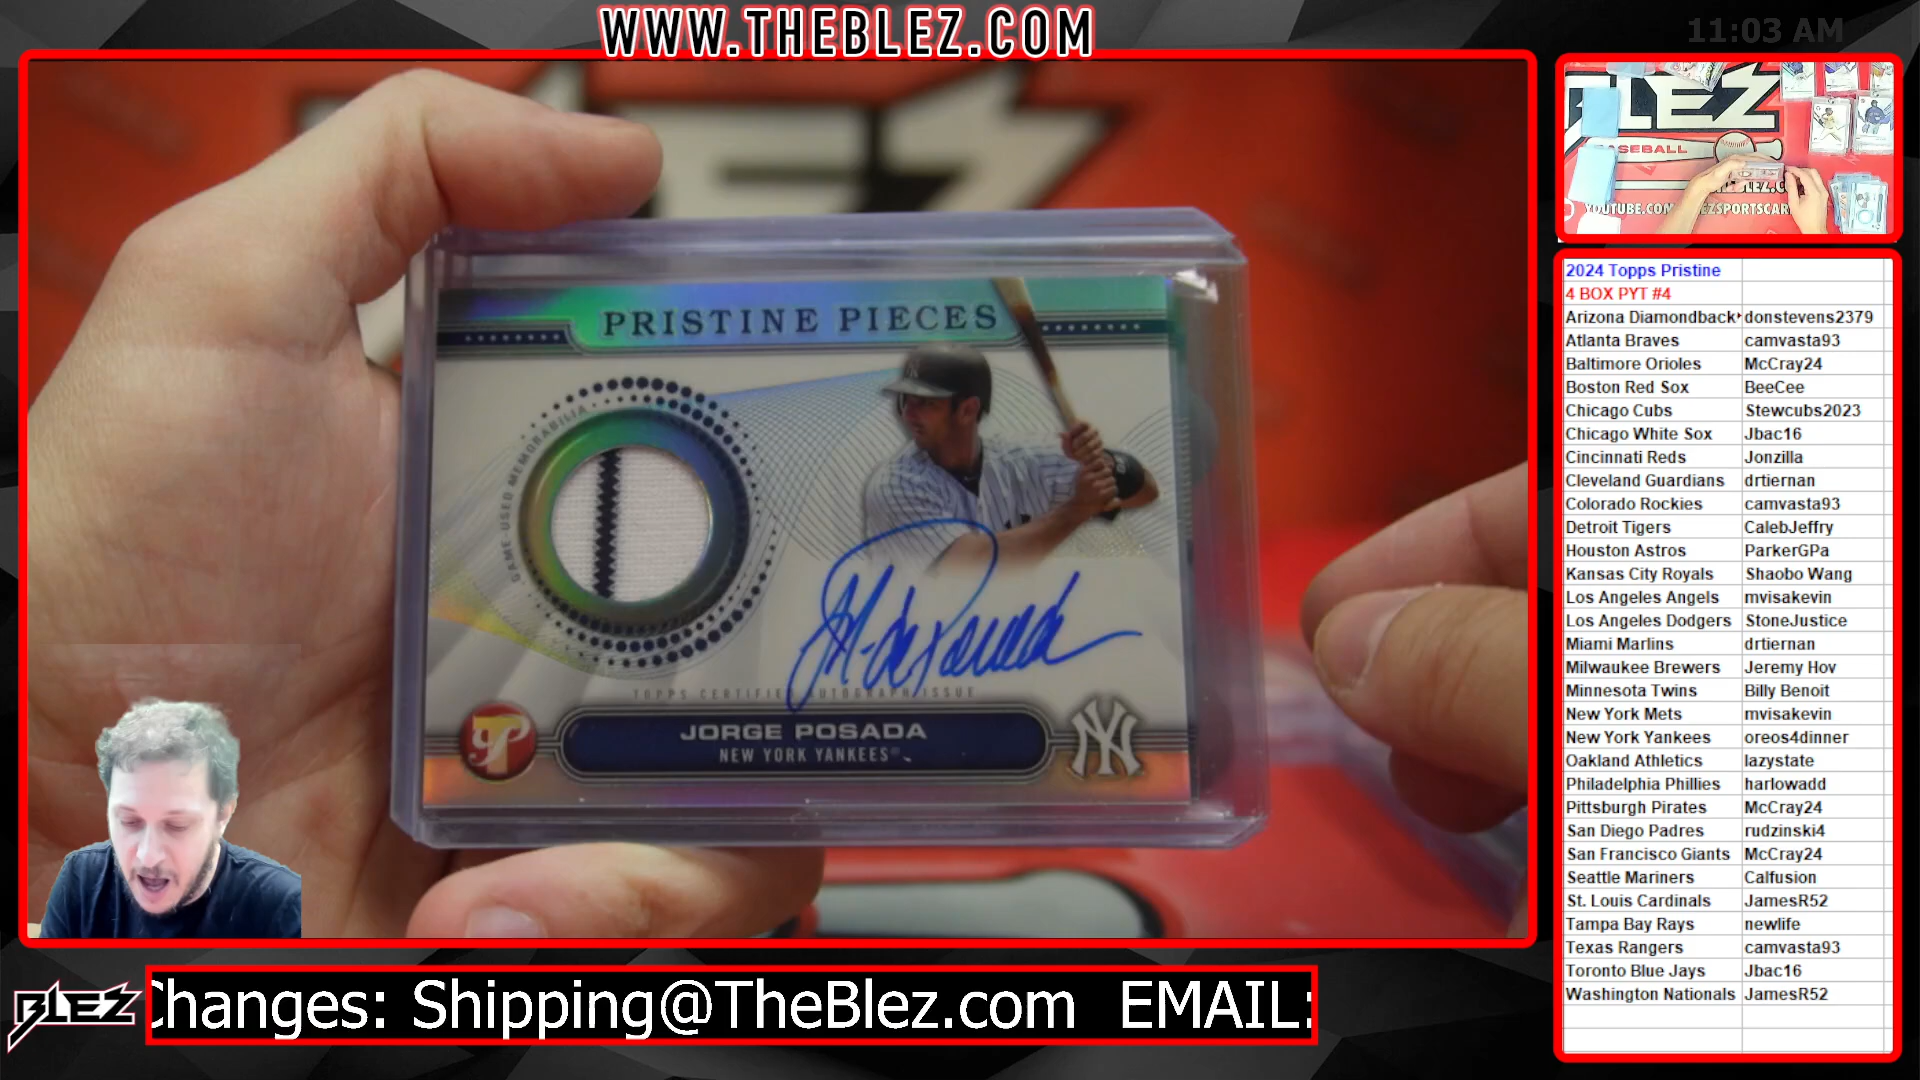 WWW.THEBLEZ.COM
11:03 AM
PRISTINE PIECES
GAME-USED MEMORABILIA
TOPPS CERTIFIED AUTOGRAPH ISSUE
JORGE POSADA
NEW YORK YANKEES
NY
BLEZ
BASEBALL
2024 Topps Pristine
4 BOX PYT #4
Arizona Diamondback donstevens2379
Atlanta Braves camvasta93
Baltimore Orioles McCray24
Boston Red Sox BeeCee
Chicago Cubs Stewcubs2023
Chicago White Sox Jbac16
Cincinnati Reds Jonzilla
Cleveland Guardians drtiernan
Colorado Rockies camvasta93
Detroit Tigers CalebJeffry
Houston Astros ParkerGPa
Kansas City Royals Shaobo Wang
Los Angeles Angels mvisakevin
Los Angeles Dodgers StoneJustice
Miami Marlins drtiernan
Milwaukee Brewers Jeremy Hov
Minnesota Twins Billy Benoit
New York Mets mvisakevin
New York Yankees oreos4dinner
Oakland Athletics lazystate
Philadelphia Phillies harlowadd
Pittsburgh Pirates McCray24
San Diego Padres rudzinski4
San Francisco Giants McCray24
Seattle Mariners Calfusion
St. Louis Cardinals JamesR52
Tampa Bay Rays newlife
Texas Rangers camvasta93
Toronto Blue Jays Jbac16
Washington Nationals JamesR52
BLEZ
Changes: Shipping@TheBlez.com EMAIL: